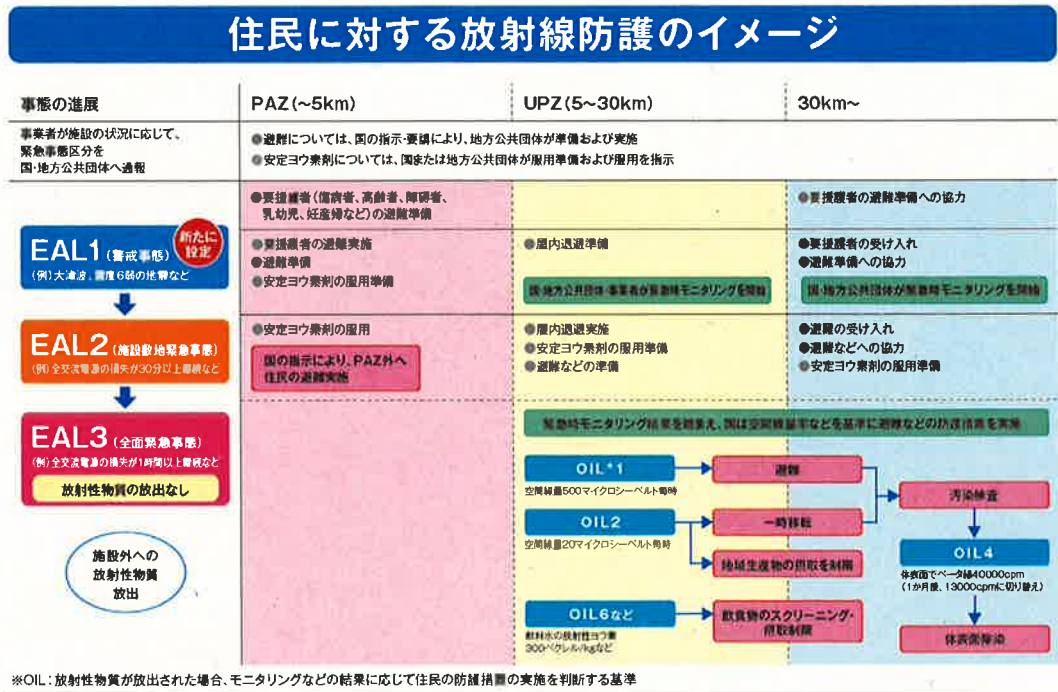 住民に対する放射線防護のイメージ
事態の進展
PAZ(~5km)
UPZ(5~30km)
30km~
事業者が施設の状況に応じて、
緊急事態区分を
国・地方公共団体へ通報
●避難については、国の指示・要請により、地方公共団体が準備および実施
●安定ヨウ素剤については、国または地方公共団体が服用準備および服用を指示
●要援護者(傷病者、高齢者、障碍者、
乳幼児、妊産婦など)の避難準備
●要援護者の避難準備への協力
EAL1(警戒事態)
新たに
設定
(例)大津波、震度6弱の地震など
●要援護者の避難実施
●避難準備
●安定ヨウ素剤の服用準備
●屋内退避準備
国・地方公共団体・事業者が緊急時モニタリングを開始
●要援護者の受け入れ
●避難準備への協力
国・地方公共団体が緊急時モニタリングを開始
EAL2(施設敷地緊急事態)
(例)全交流電源の損失が30分以上継続など
●安定ヨウ素剤の服用
国の指示により、PAZ外へ
住民の避難実施
●屋内退避実施
●安定ヨウ素剤の服用準備
●避難などの準備
●避難の受け入れ
●避難などへの協力
●安定ヨウ素剤の服用準備
EAL3(全面緊急事態)
(例)全交流電源の損失が1時間以上継続など
放射性物質の放出なし
緊急時モニタリング結果を踏まえ、国は空間線量率などを基準に避難などの防護措置を実施
OIL*1
空間線量500マイクロシーベルト毎時
避難
OIL2
空間線量20マイクロシーベルト毎時
一時移転
地域生産物の摂取を制限
汚染検査
OIL4
体表面でベータ線40000cpm
(1か月後、13000cpmに切り替え)
体表面除染
施設外への
放射性物質
放出
OIL6など
飲料水の放射性ヨウ素
300ベクレル/kgなど
飲食物のスクリーニング・
摂取制限
※OIL:放射性物質が放出された場合、モニタリングなどの結果に応じて住民の防護措置の実施を判断する基準